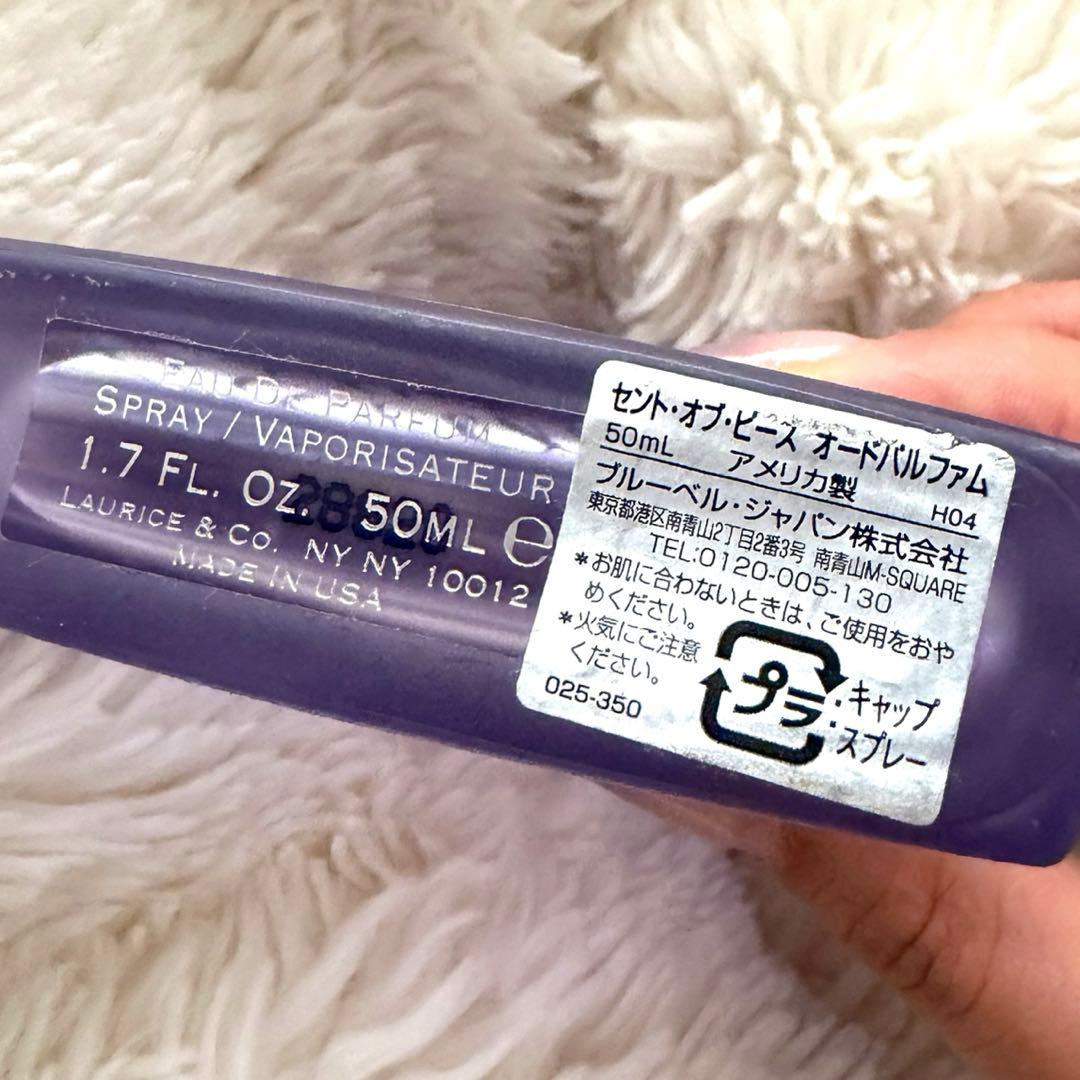 EAU DE PARFUM
SPRAY / VAPORISATEUR
1.7 FL. OZ. 50ML ℮
LAURICE & CO. NY NY 10012
MADE IN USA
セント・オブ・ピース オードパルファム
50mL アメリカ製 H04
ブルーベル・ジャパン株式会社
東京都港区南青山2丁目2番3号 南青山M-SQUARE
TEL:0120-005-130
*お肌に合わないときは、ご使用をおや
めください。
*火気にご注意
ください。
025-350
プラ
:キャップ
:スプレー